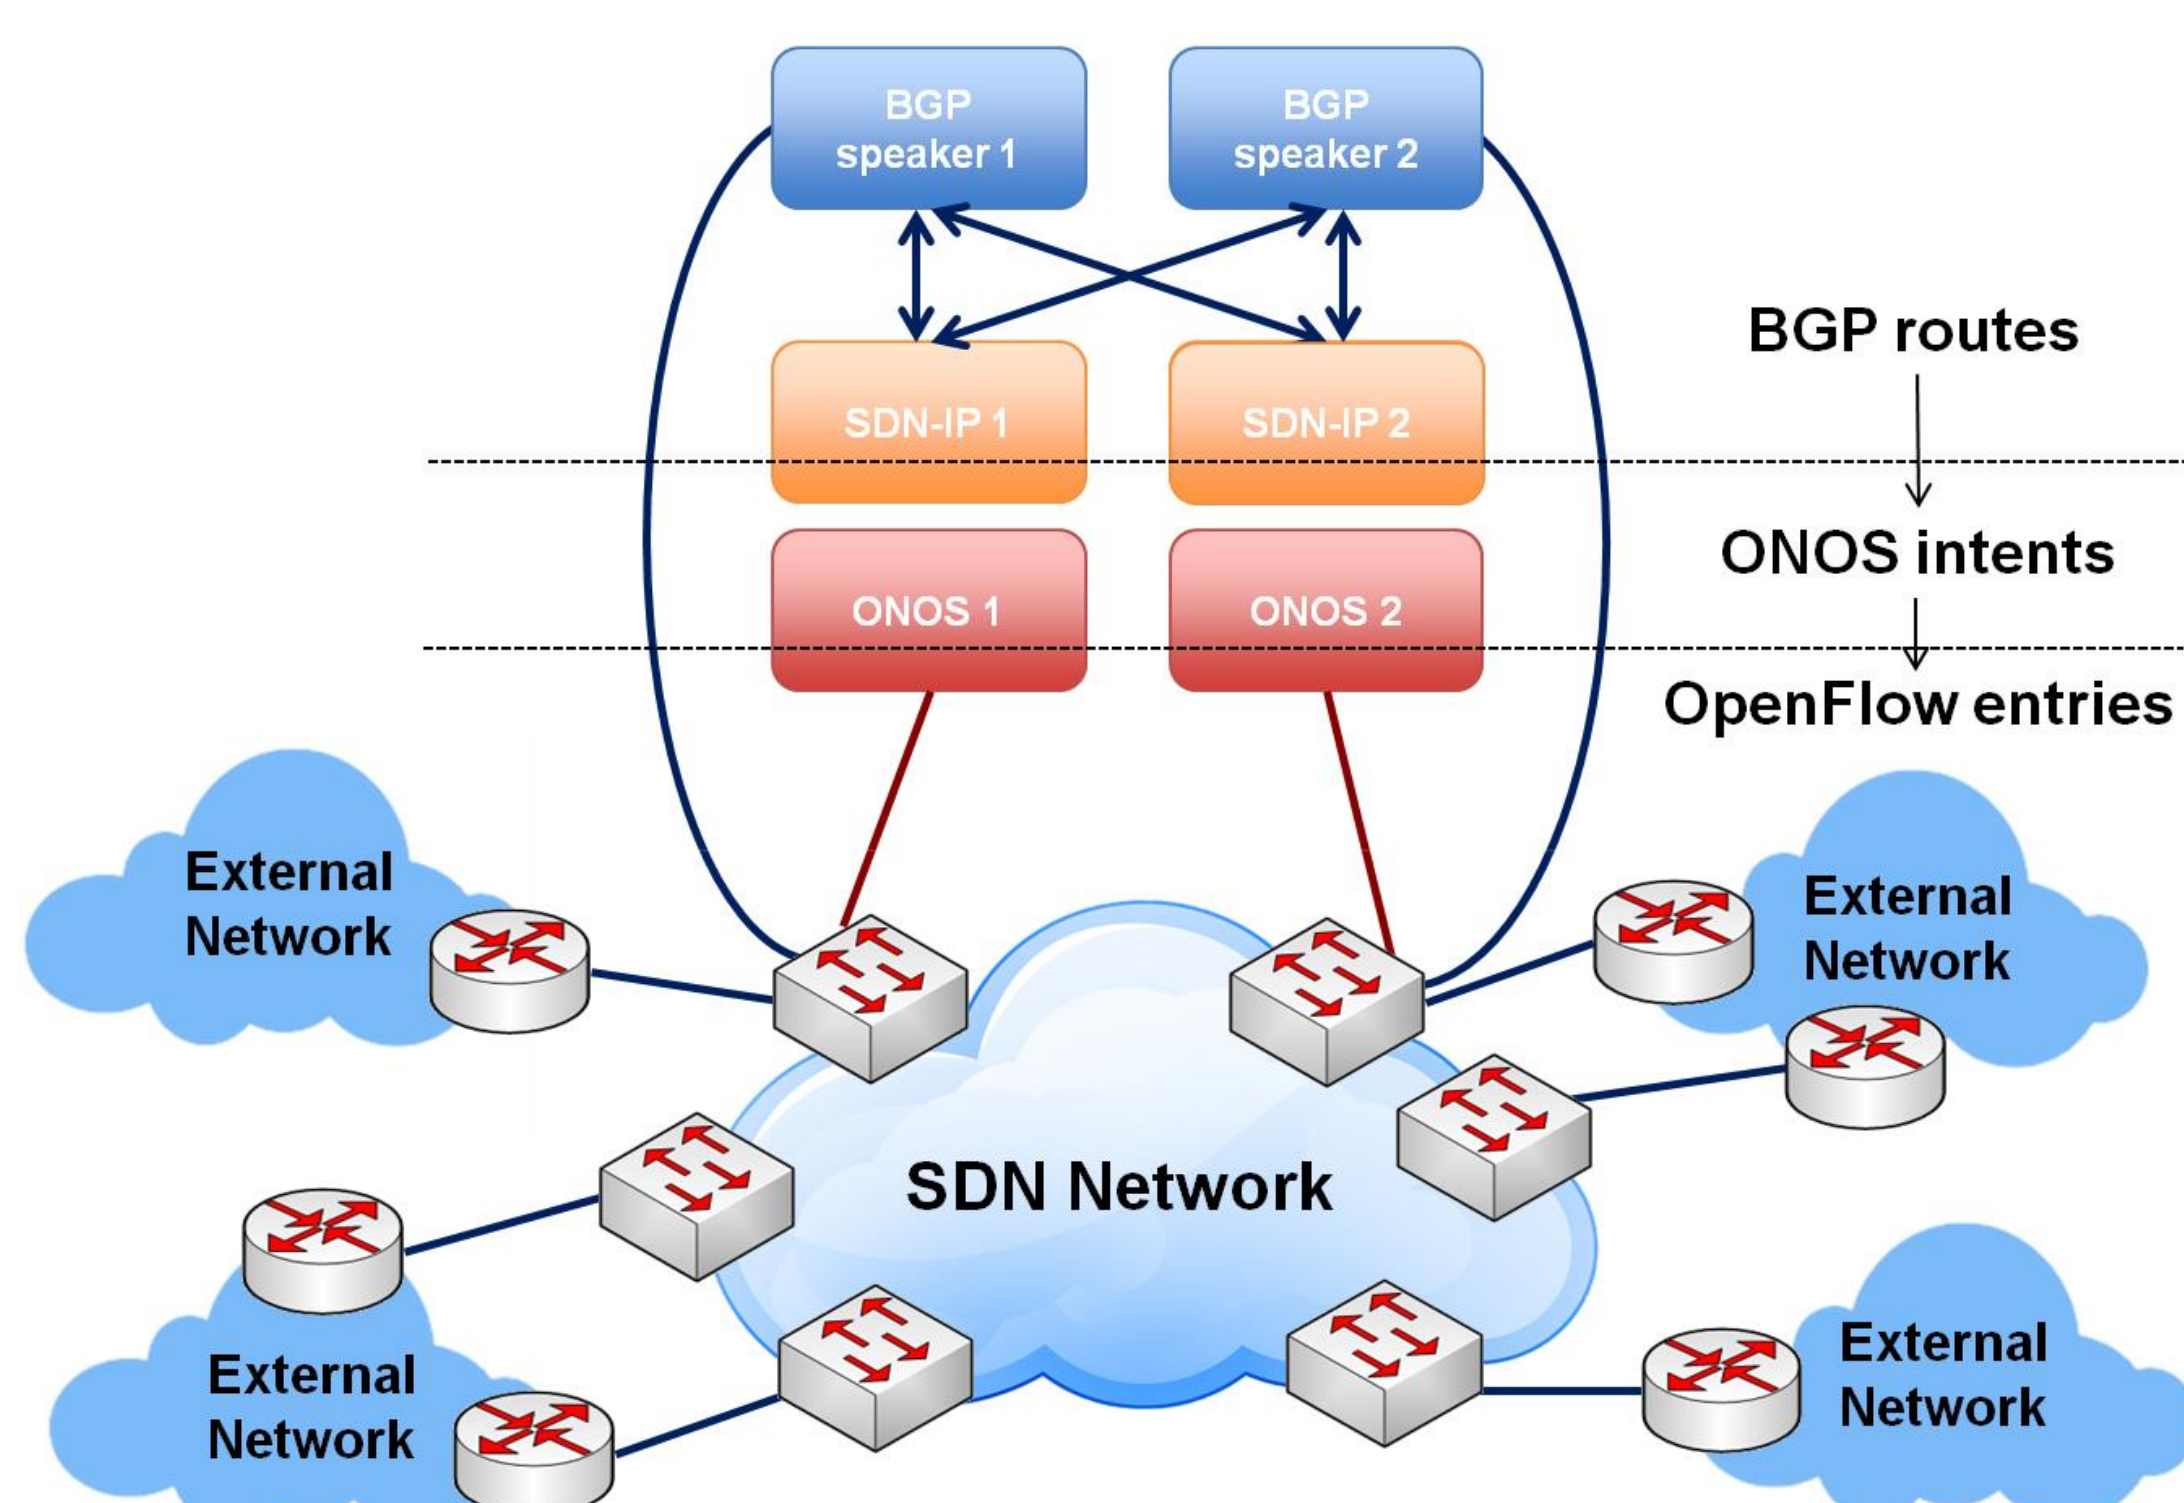 BGP
speaker 1
BGP
speaker 2
SDN-IP 1
SDN-IP 2
BGP routes
ONOS 1
ONOS 2
ONOS intents
OpenFlow entries
External
Network
External
Network
SDN Network
External
Network
External
Network